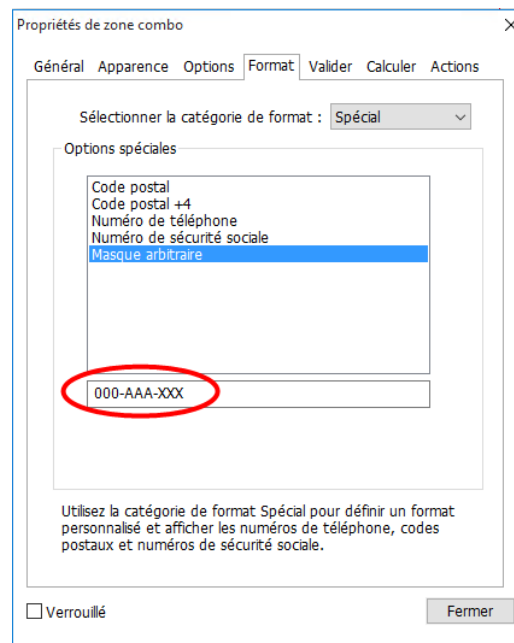 Propriétés de zone combo
Général Apparence Options Format Valider Calculer Actions
Sélectionner la catégorie de format : Spécial
Options spéciales
Code postal
Code postal +4
Numéro de téléphone
Numéro de sécurité sociale
Masque arbitraire
000-AAA-XXX
Utilisez la catégorie de format Spécial pour définir un format
personnalisé et afficher les numéros de téléphone, codes
postaux et numéros de sécurité sociale.
Verrouillé Fermer